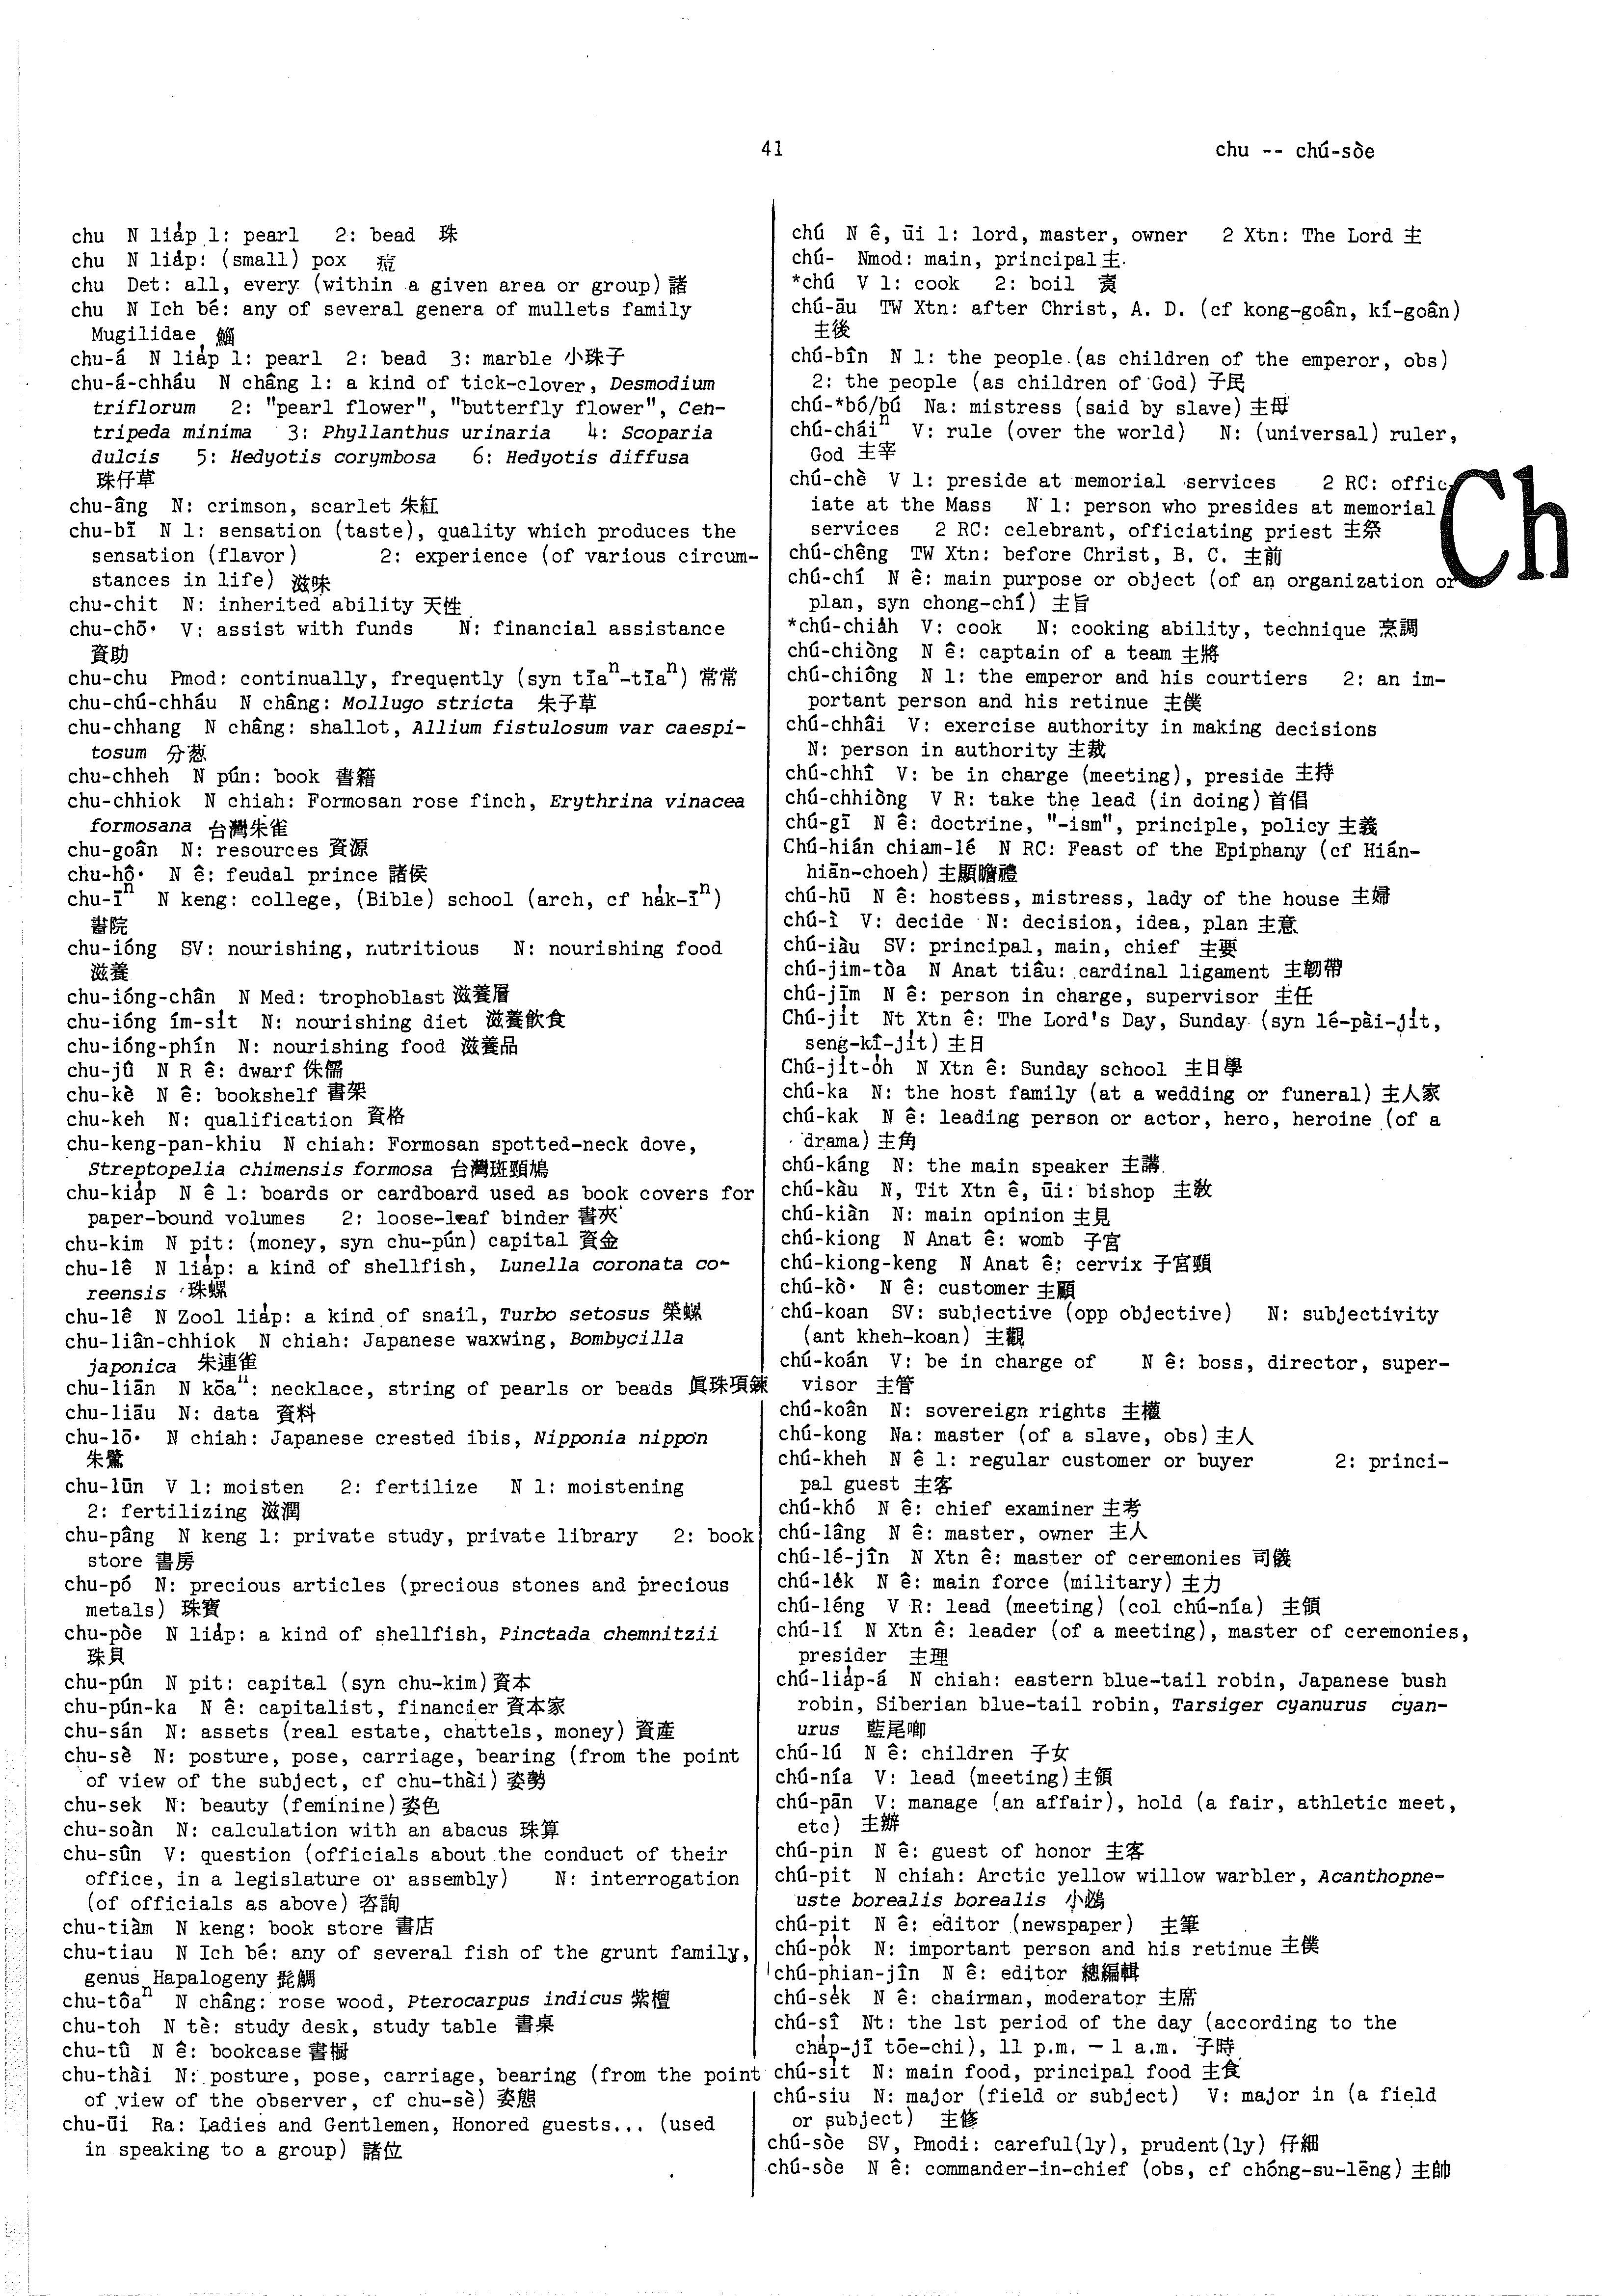 41
chu -- chú-sòe
chu N lia̍p 1: pearl 2: bead 珠
chu N lia̍p: (small) pox 痘
chu Det: all, every (within a given area or group) 諸
chu N Ich bé: any of several genera of mullets family
Mugilidae 鯔
chu-á N lia̍p 1: pearl 2: bead 3: marble 小珠子
chu-á-chháu N châng 1: a kind of tick-clover, Desmodium
triflorum 2: "pearl flower", "butterfly flower", Cen-
tripeda minima 3: Phyllanthus urinaria 4: Scoparia
dulcis 5: Hedyotis corymbosa 6: Hedyotis diffusa
珠仔草
chu-âng N: crimson, scarlet 朱紅
chu-bī N 1: sensation (taste), quality which produces the
sensation (flavor) 2: experience (of various circum-
stances in life) 滋味
chu-chit N: inherited ability 天性
chu-chō͘ V: assist with funds N: financial assistance
資助
chu-chu Pmod: continually, frequently (syn tīaⁿ-tīaⁿ) 常常
chu-chú-chháu N châng: Mollugo stricta 朱子草
chu-chhang N châng: shallot, Allium fistulosum var caespi-
tosum 分葱
chu-chheh N pún: book 書籍
chu-chhiok N chiah: Formosan rose finch, Erythrina vinacea
formosana 台灣朱雀
chu-goân N: resources 資源
chu-hô͘ N ê: feudal prince 諸侯
chu-īⁿ N keng: college, (Bible) school (arch, cf ha̍k-īⁿ)
書院
chu-ióng SV: nourishing, nutritious N: nourishing food
滋養
chu-ióng-chân N Med: trophoblast 滋養層
chu-ióng ím-si̍t N: nourishing diet 滋養飲食
chu-ióng-phín N: nourishing food 滋養品
chu-jû N R ê: dwarf 侏儒
chu-kè N ê: bookshelf 書架
chu-keh N: qualification 資格
chu-keng-pan-khiu N chiah: Formosan spotted-neck dove,
Streptopelia chimensis formosa 台灣斑頸鳩
chu-kia̍p N ê 1: boards or cardboard used as book covers for
paper-bound volumes 2: loose-leaf binder 書夾
chu-kim N pit: (money, syn chu-pún) capital 資金
chu-lê N lia̍p: a kind of shellfish, Lunella coronata co-
reensis 珠螺
chu-lê N Zool lia̍p: a kind of snail, Turbo setosus 榮螺
chu-liân-chhiok N chiah: Japanese waxwing, Bombycilla
japonica 朱連雀
chu-liān N kōaⁿ: necklace, string of pearls or beads 眞珠項鍊
chu-liāu N: data 資料
chu-lō͘ N chiah: Japanese crested ibis, Nipponia nippon
朱鷺
chu-lūn V 1: moisten 2: fertilize N 1: moistening
2: fertilizing 滋潤
chu-pâng N keng 1: private study, private library 2: book
store 書房
chu-pó N: precious articles (precious stones and precious
metals) 珠寶
chu-pòe N lia̍p: a kind of shellfish, Pinctada chemnitzii
珠貝
chu-pún N pit: capital (syn chu-kim) 資本
chu-pún-ka N ê: capitalist, financier 資本家
chu-sán N: assets (real estate, chattels, money) 資產
chu-sè N: posture, pose, carriage, bearing (from the point
of view of the subject, cf chu-thài) 姿勢
chu-sek N: beauty (feminine) 姿色
chu-soàn N: calculation with an abacus 珠算
chu-sûn V: question (officials about the conduct of their
office, in a legislature or assembly) N: interrogation
(of officials as above) 咨詢
chu-tiàm N keng: book store 書店
chu-tiau N Ich bé: any of several fish of the grunt family,
genus Hapalogeny 髭鯛
chu-tôaⁿ N châng: rose wood, Pterocarpus indicus 紫檀
chu-toh N tè: study desk, study table 書桌
chu-tû N ê: bookcase 書橱
chu-thài N: posture, pose, carriage, bearing (from the point
of view of the observer, cf chu-sè) 姿態
chu-ūi Ra: Ladies and Gentlemen, Honored guests... (used
in speaking to a group) 諸位
chú N ê, ūi 1: lord, master, owner 2 Xtn: The Lord 主
chú- Nmod: main, principal 主
*chú V 1: cook 2: boil 煮
chú-āu TW Xtn: after Christ, A. D. (cf kong-goân, kí-goân)
主後
chú-bîn N 1: the people (as children of the emperor, obs)
2: the people (as children of God) 子民
chú-*bó/bú Na: mistress (said by slave) 主母
chú-cháiⁿ V: rule (over the world) N: (universal) ruler,
God 主宰
chú-chè V 1: preside at memorial services 2 RC: offic-
iate at the Mass N 1: person who presides at memorial
services 2 RC: celebrant, officiating priest 主祭
chú-chêng TW Xtn: before Christ, B. C. 主前
chú-chí N ê: main purpose or object (of an organization or
plan, syn chong-chí) 主旨
*chú-chia̍h V: cook N: cooking ability, technique 烹調
chú-chiòng N ê: captain of a team 主將
chú-chiông N 1: the emperor and his courtiers 2: an im-
portant person and his retinue 主僕
chú-chhâi V: exercise authority in making decisions
N: person in authority 主裁
chú-chhî V: be in charge (meeting), preside 主持
chú-chhiòng V R: take the lead (in doing) 首倡
chú-gī N ê: doctrine, "-ism", principle, policy 主義
Chú-hián chiam-lé N RC: Feast of the Epiphany (cf Hián-
hiān-choeh) 主顯瞻禮
chú-hū N ê: hostess, mistress, lady of the house 主婦
chú-ì V: decide N: decision, idea, plan 主意
chú-iàu SV: principal, main, chief 主要
chú-jim-tòa N Anat tiâu: cardinal ligament 主韌帶
chú-jīm N ê: person in charge, supervisor 主任
Chú-ji̍t Nt Xtn ê: The Lord's Day, Sunday (syn lé-pài-ji̍t,
seng-kî-ji̍t) 主日
Chú-ji̍t-o̍h N Xtn ê: Sunday school 主日學
chú-ka N: the host family (at a wedding or funeral) 主人家
chú-kak N ê: leading person or actor, hero, heroine (of a
drama) 主角
chú-káng N: the main speaker 主講
chú-kàu N, Tit Xtn ê, ūi: bishop 主教
chú-kiàn N: main opinion 主見
chú-kiong N Anat ê: womb 子宮
chú-kiong-keng N Anat ê: cervix 子宮頸
chú-kò͘ N ê: customer 主顧
chú-koan SV: subjective (opp objective) N: subjectivity
(ant kheh-koan) 主觀
chú-koán V: be in charge of N ê: boss, director, super-
visor 主管
chú-koân N: sovereign rights 主權
chú-kong Na: master (of a slave, obs) 主人
chú-kheh N ê 1: regular customer or buyer 2: princi-
pal guest 主客
chú-khó N ê: chief examiner 主考
chú-lâng N ê: master, owner 主人
chú-lé-jîn N Xtn ê: master of ceremonies 司儀
chú-le̍k N ê: main force (military) 主力
chú-léng V R: lead (meeting) (col chú-nía) 主領
chú-lí N Xtn ê: leader (of a meeting), master of ceremonies,
presider 主理
chú-lia̍p-á N chiah: eastern blue-tail robin, Japanese bush
robin, Siberian blue-tail robin, Tarsiger cyanurus cyan-
urus 藍尾鴝
chú-lú N ê: children 子女
chú-nía V: lead (meeting) 主領
chú-pān V: manage (an affair), hold (a fair, athletic meet,
etc) 主辦
chú-pin N ê: guest of honor 主客
chú-pit N chiah: Arctic yellow willow warbler, Acanthopne-
uste borealis borealis
chú-pit N ê: editor (newspaper) 主筆
chú-po̍k N: important person and his retinue 主僕
chú-phian-jîn N ê: editor 總編輯
chú-se̍k N ê: chairman, moderator 主席
chú-sî Nt: the 1st period of the day (according to the
cha̍p-jī tōe-chi), 11 p.m. — 1 a.m. 子時
chú-si̍t N: main food, principal food 主食
chú-siu N: major (field or subject) V: major in (a field
or subject) 主修
chú-sòe SV, Pmodi: careful(ly), prudent(ly) 仔細
chú-sòe N ê: commander-in-chief (obs, cf chóng-su-lēng) 主帥
Ch